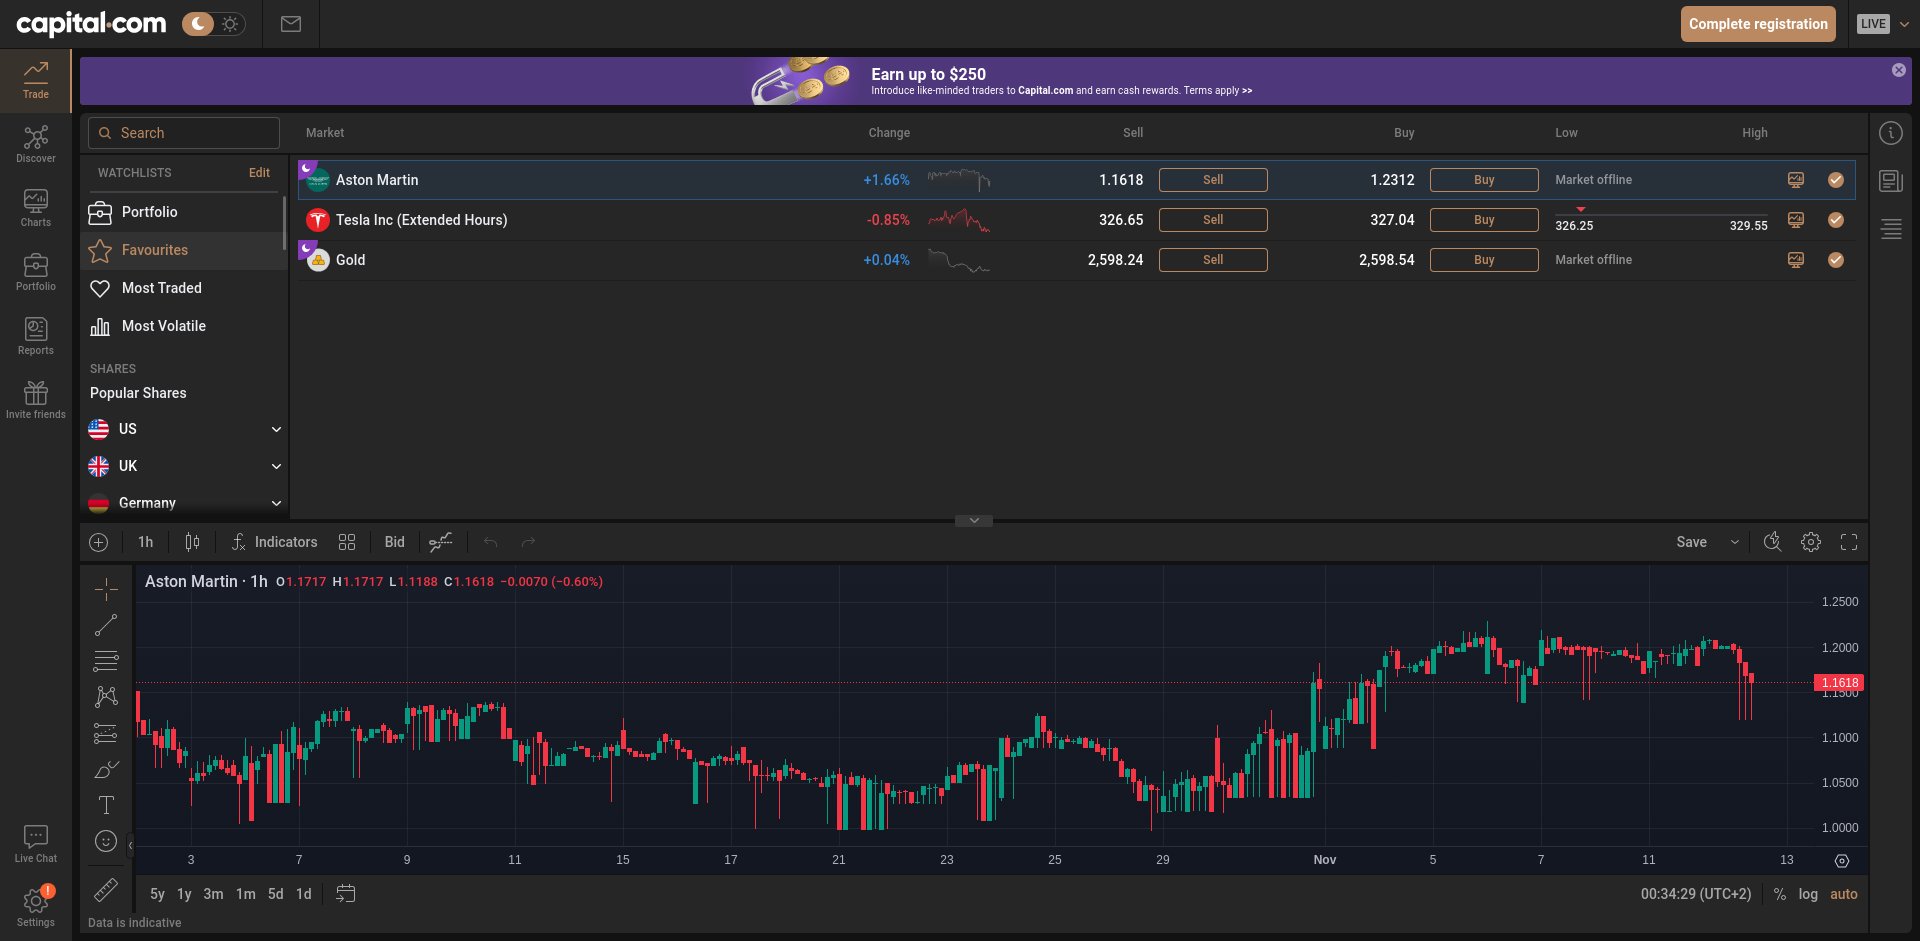 capital.com
Complete registration
LIVE
Trade
Discover
Charts
Portfolio
Reports
Invite friends
Live Chat
!
Settings
Earn up to $250
Introduce like-minded traders to Capital.com and earn cash rewards. Terms apply >>
Search
WATCHLISTS Edit
Portfolio
Favourites
Most Traded
Most Volatile
SHARES
Popular Shares
US
UK
Germany
Market Change Sell Buy Low High
Aston Martin +1.66% 1.1618 Sell 1.2312 Buy Market offline
Tesla Inc (Extended Hours) -0.85% 326.65 Sell 327.04 Buy 326.25 329.55
Gold +0.04% 2,598.24 Sell 2,598.54 Buy Market offline
1h Indicators Bid Save
Aston Martin · 1h O1.1717 H1.1717 L1.1188 C1.1618 −0.0070 (−0.60%)
1.2500
1.2000
1.1618
1.1500
1.1000
1.0500
1.0000
3 7 9 11 15 17 21 23 25 29 Nov 5 7 11 13
5y 1y 3m 1m 5d 1d 00:34:29 (UTC+2) % log auto
Data is indicative